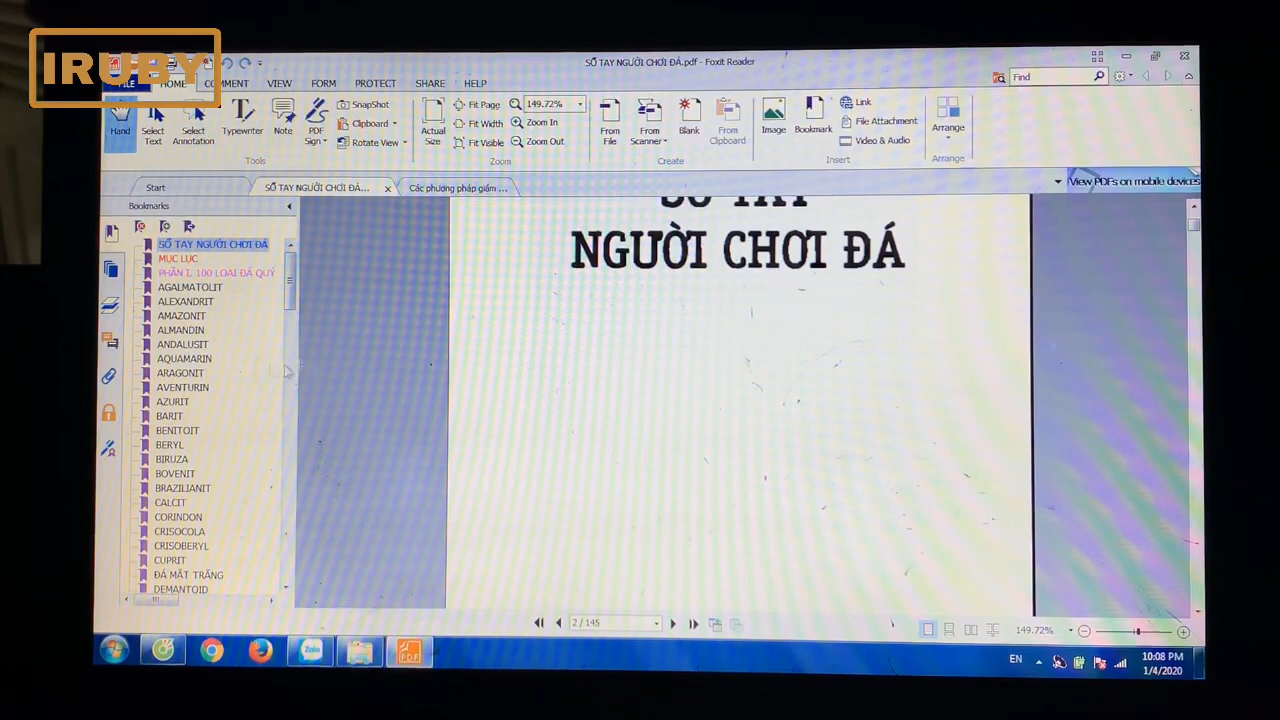 IRUBY
SỔ TAY NGƯỜI CHƠI ĐÁ.pdf - Foxit Reader
FILE HOME COMMENT VIEW FORM PROTECT SHARE HELP
Find
Hand
Select Text
Select Annotation
Typewriter
Note
PDF Sign
SnapShot
Clipboard
Rotate View
Tools
Actual Size
Fit Page
Fit Width
Fit Visible
149.72%
Zoom In
Zoom Out
Zoom
From File
From Scanner
Blank
From Clipboard
Create
Image
Bookmark
Link
File Attachment
Video & Audio
Insert
Arrange
Arrange
Start
SỔ TAY NGƯỜI CHƠI ĐÁ...
Các phương pháp giám ...
View PDFs on mobile devices
Bookmarks
SỔ TAY NGƯỜI CHƠI ĐÁ
MỤC LỤC
PHẦN I. 100 LOẠI ĐÁ QUÝ
AGALMATOLIT
ALEXANDRIT
AMAZONIT
ALMANDIN
ANDALUSIT
AQUAMARIN
ARAGONIT
AVENTURIN
AZURIT
BARIT
BENITOIT
BERYL
BIRUZA
BOVENIT
BRAZILIANIT
CALCIT
CORINDON
CRISOCOLA
CRISOBERYL
CUPRIT
ĐÁ MẶT TRĂNG
DEMANTOID
SỔ TAY
NGƯỜI CHƠI ĐÁ
2 / 145
149.72%
Zalo
PDF
EN
10:08 PM
1/4/2020